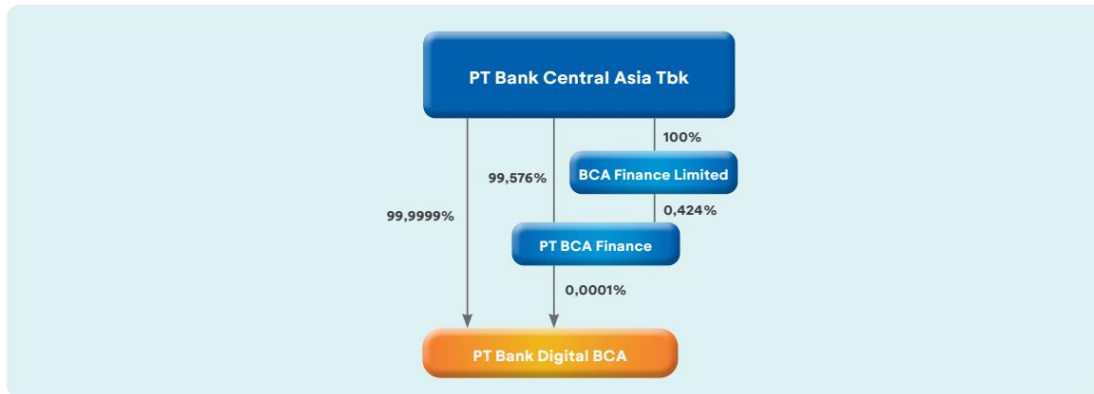 PT Bank Central Asia Tbk
100%
99,576%
BCA Finance Limited
99,9999%
0,424%
PT BCA Finance
0,0001%
PT Bank Digital BCA